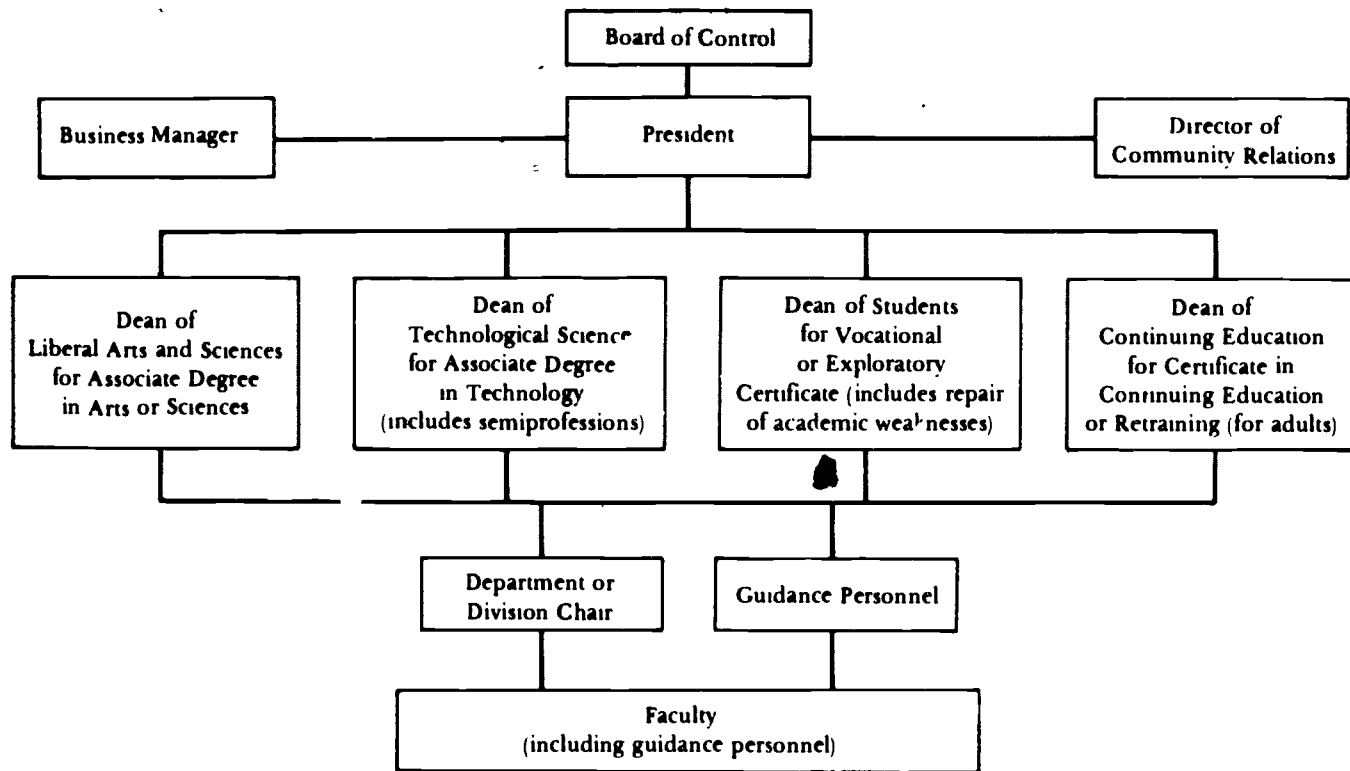 Board of Control
Business Manager
President
Director of
Community Relations
Dean of
Liberal Arts and Sciences
for Associate Degree
in Arts or Sciences
Dean of
Technological Science
for Associate Degree
in Technology
(includes semiprofessions)
Dean of Students
for Vocational
or Exploratory
Certificate (includes repair
of academic weaknesses)
Dean of
Continuing Education
for Certificate in
Continuing Education
or Retraining (for adults)
Department or
Division Chair
Guidance Personnel
Faculty
(including guidance personnel)